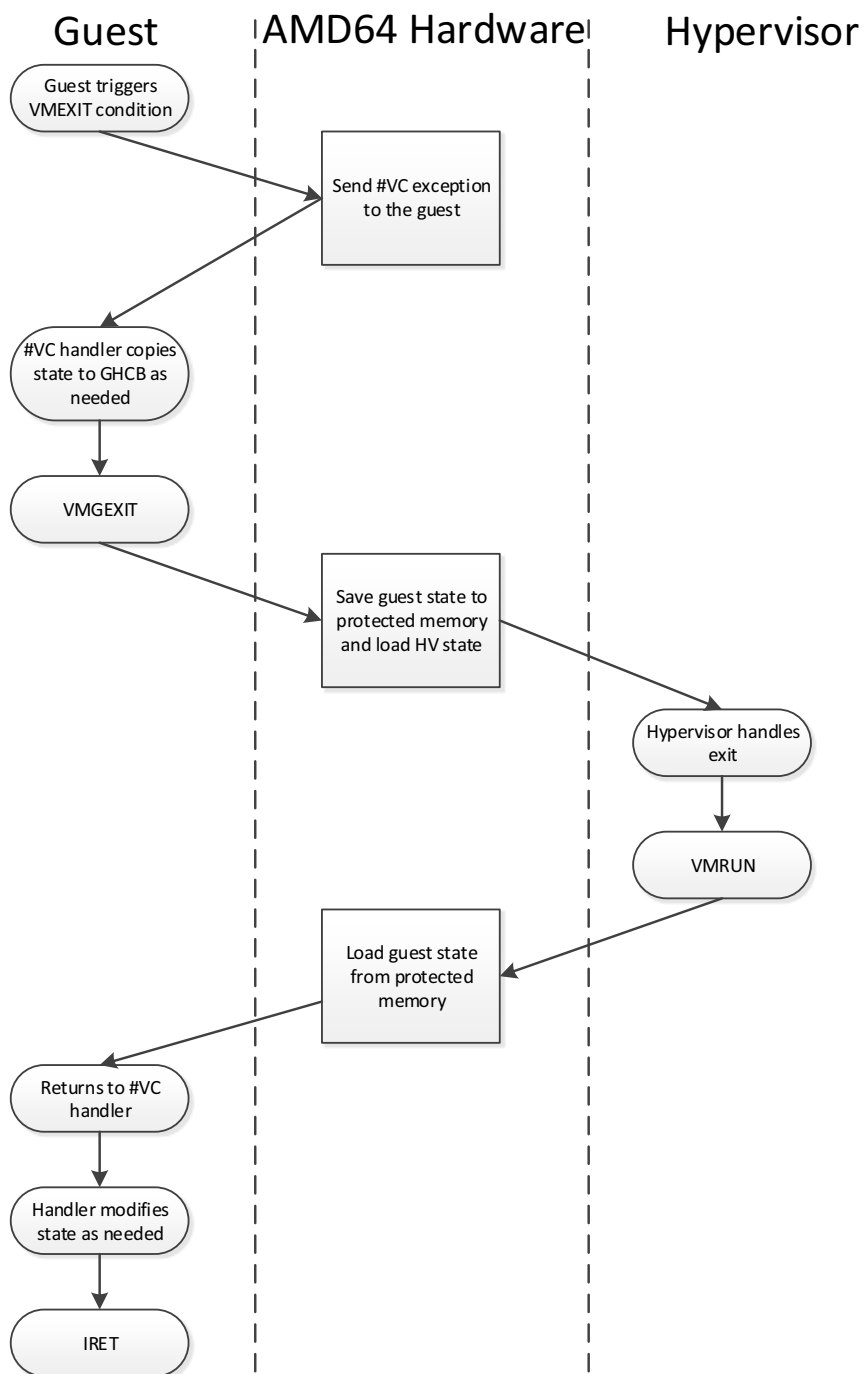 Guest
AMD64 Hardware
Hypervisor
Guest triggers
VMEXIT condition
Send #VC exception
to the guest
#VC handler copies
state to GHCB as
needed
VMGEXIT
Save guest state to
protected memory
and load HV state
Hypervisor handles
exit
VMRUN
Load guest state
from protected
memory
Returns to #VC
handler
Handler modifies
state as needed
IRET